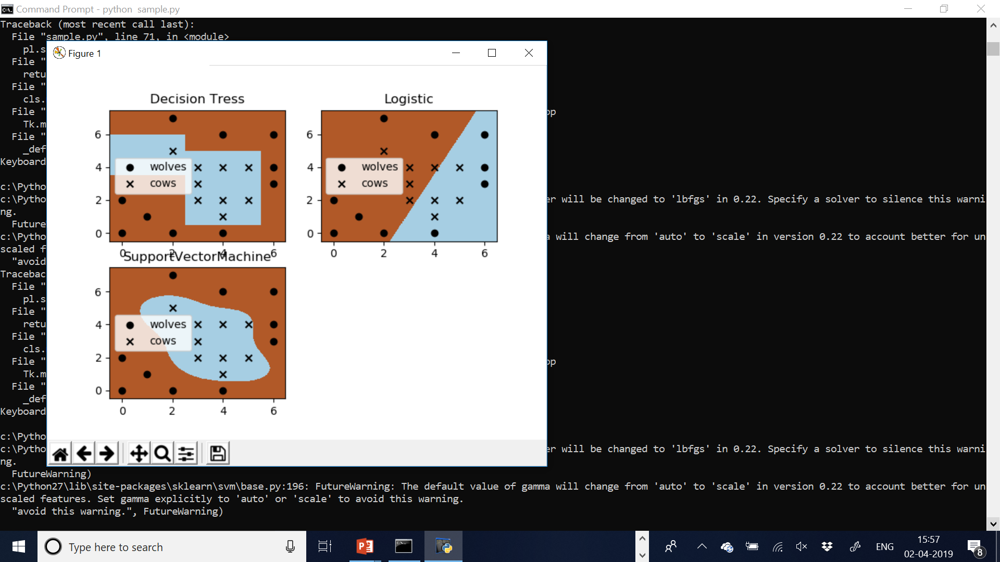 Command Prompt - python  sample.py
Traceback (most recent call last):
  File "sample.py", line 71, in <module>
    pl.s
  File "
    retu
  File "
    cls.
  File "
    Tk.m
  File "
    _def
Keyboard
c:\Pytho
c:\Pytho
er will be changed to 'lbfgs' in 0.22. Specify a solver to silence this warni
ng.
  Future
c:\Pytho
a will change from 'auto' to 'scale' in version 0.22 to account better for un
scaled f
  "avoid
Tracebac
  File "
    pl.s
  File "
    retu
  File "
    cls.
  File "
op
    Tk.m
  File "
    _def
Keyboard
c:\Pytho
c:\Pytho
er will be changed to 'lbfgs' in 0.22. Specify a solver to silence this warni
ng.
  FutureWarning)
c:\Python27\lib\site-packages\sklearn\svm\base.py:196: FutureWarning: The default value of gamma will change from 'auto' to 'scale' in version 0.22 to account better for un
scaled features. Set gamma explicitly to 'auto' or 'scale' to avoid this warning.
  "avoid this warning.", FutureWarning)
Figure 1
Decision Tress
6
4
2
0
wolves
cows
0 2 4 6
Logistic
6
4
2
0
wolves
cows
0 2 4 6
SupportVectorMachine
6
4
2
0
wolves
cows
0 2 4 6
Type here to search
ENG
15:57
02-04-2019
8